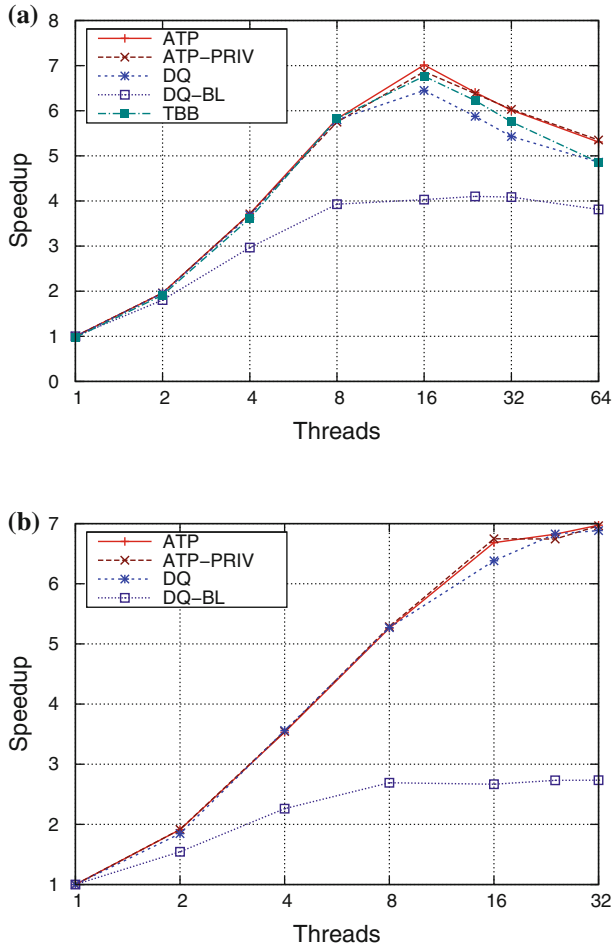 (a)
8
7
6
5
4
3
2
1
0
Speedup
ATP
ATP-PRIV
DQ
DQ-BL
TBB
1 2 4 8 16 32 64
Threads
(b)
7
6
5
4
3
2
1
Speedup
ATP
ATP-PRIV
DQ
DQ-BL
1 2 4 8 16 32
Threads